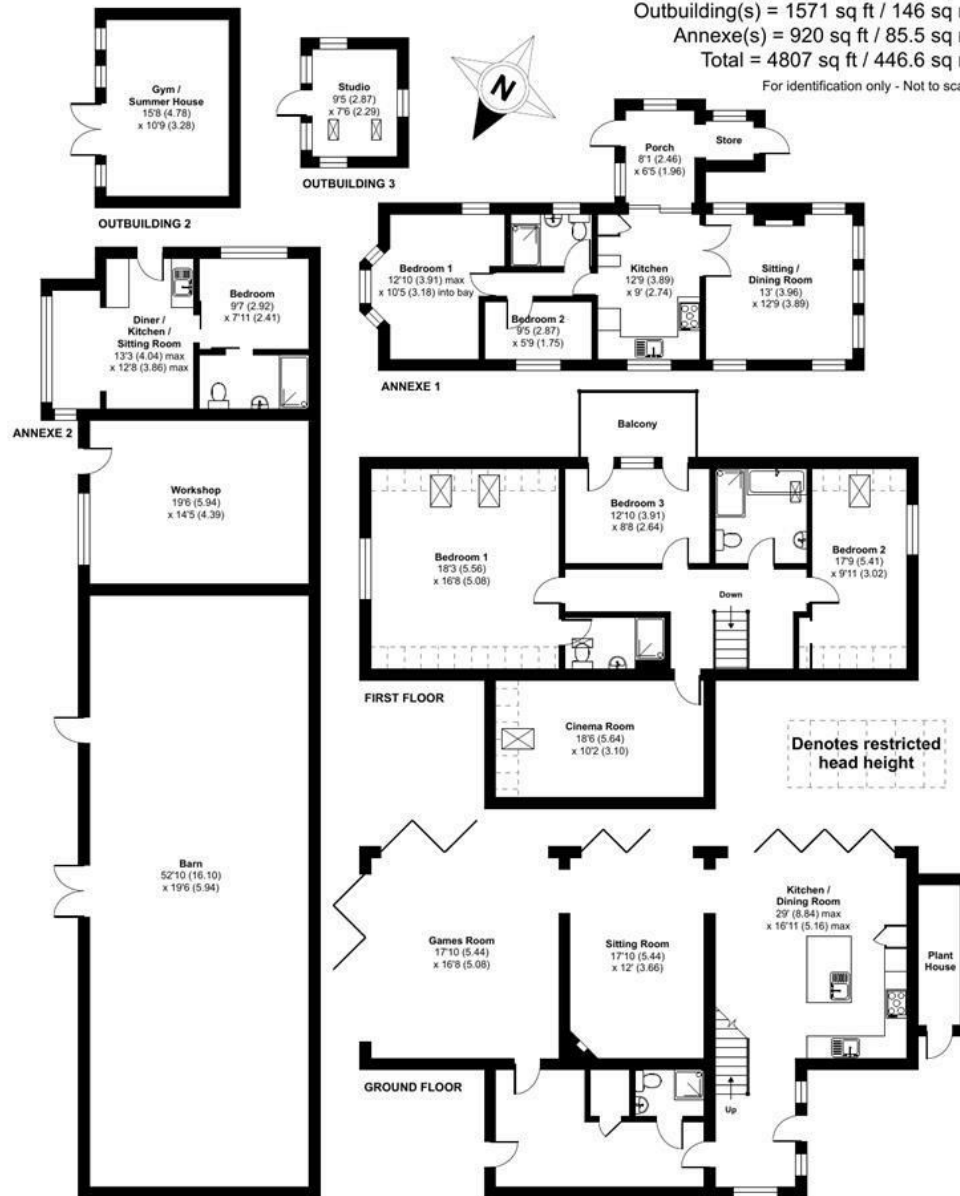 Outbuilding(s) = 1571 sq ft / 146 sq
Annexe(s) = 920 sq ft / 85.5 sq
Total = 4807 sq ft / 446.6 sq
For identification only - Not to
Gym /
Summer House
15'8 (4.78)
x 10'9 (3.28)
OUTBUILDING 2
Studio
9'5 (2.87)
x 7'6 (2.29)
OUTBUILDING 3
N
Porch
8'1 (2.46)
x 6'5 (1.96)
Store
Bedroom 1
12'10 (3.91) max
x 10'5 (3.18) into bay
Bedroom 2
9'5 (2.87)
x 5'9 (1.75)
Kitchen
12'9 (3.89)
x 9' (2.74)
Sitting /
Dining Room
13' (3.96)
x 12'9 (3.89)
ANNEXE 1
Diner /
Kitchen /
Sitting Room
13'3 (4.04) max
x 12'8 (3.86) max
Bedroom
9'7 (2.92)
x 7'11 (2.41)
ANNEXE 2
Workshop
19'6 (5.94)
x 14'5 (4.39)
Barn
52'10 (16.10)
x 19'6 (5.94)
Balcony
Bedroom 1
18'3 (5.56)
x 16'8 (5.08)
Bedroom 3
12'10 (3.91)
x 8'8 (2.64)
Bedroom 2
17'9 (5.41)
x 9'11 (3.02)
Down
FIRST FLOOR
Cinema Room
18'6 (5.64)
x 10'2 (3.10)
Denotes restricted
head height
Games Room
17'10 (5.44)
x 16'8 (5.08)
Sitting Room
17'10 (5.44)
x 12' (3.66)
Kitchen /
Dining Room
29' (8.84) max
x 16'11 (5.16) max
Plant
House
Up
GROUND FLOOR